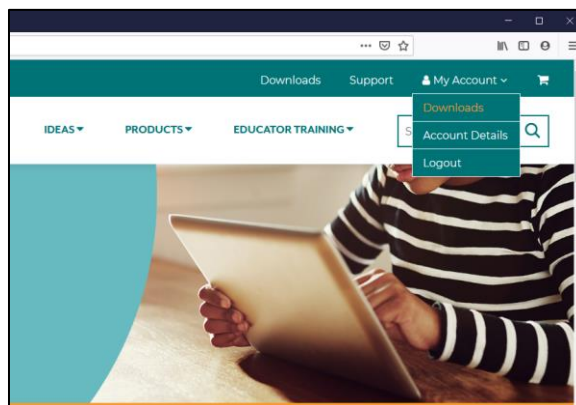 Downloads Support My Account
IDEAS PRODUCTS EDUCATOR TRAINING S
Downloads
Account Details
Logout